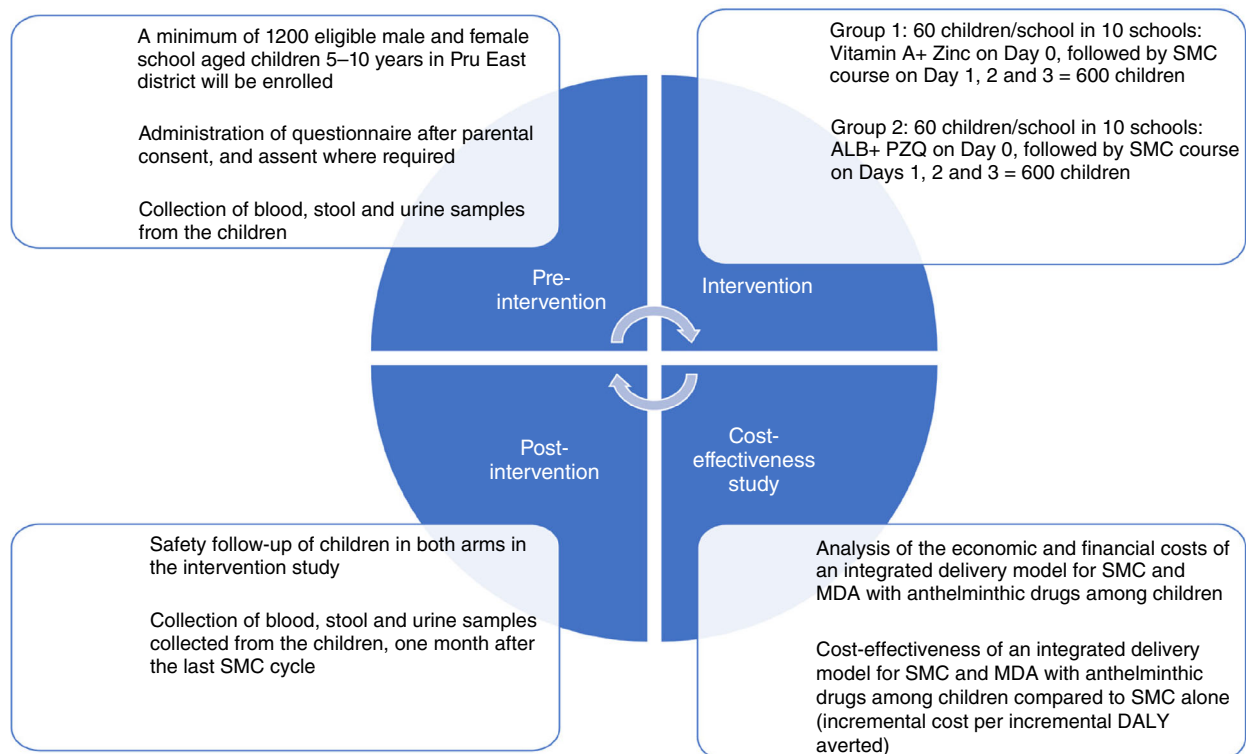 A minimum of 1200 eligible male and female
school aged children 5–10 years in Pru East
district will be enrolled
Administration of questionnaire after parental
consent, and assent where required
Collection of blood, stool and urine samples
from the children
Pre-
intervention
Group 1: 60 children/school in 10 schools:
Vitamin A+ Zinc on Day 0, followed by SMC
course on Day 1, 2 and 3 = 600 children
Group 2: 60 children/school in 10 schools:
ALB+ PZQ on Day 0, followed by SMC course
on Days 1, 2 and 3 = 600 children
Intervention
Post-
intervention
Safety follow-up of children in both arms in
the intervention study
Collection of blood, stool and urine samples
collected from the children, one month after
the last SMC cycle
Cost-
effectiveness
study
Analysis of the economic and financial costs of
an integrated delivery model for SMC and
MDA with anthelminthic drugs among children
Cost-effectiveness of an integrated delivery
model for SMC and MDA with anthelminthic
drugs among children compared to SMC alone
(incremental cost per incremental DALY
averted)